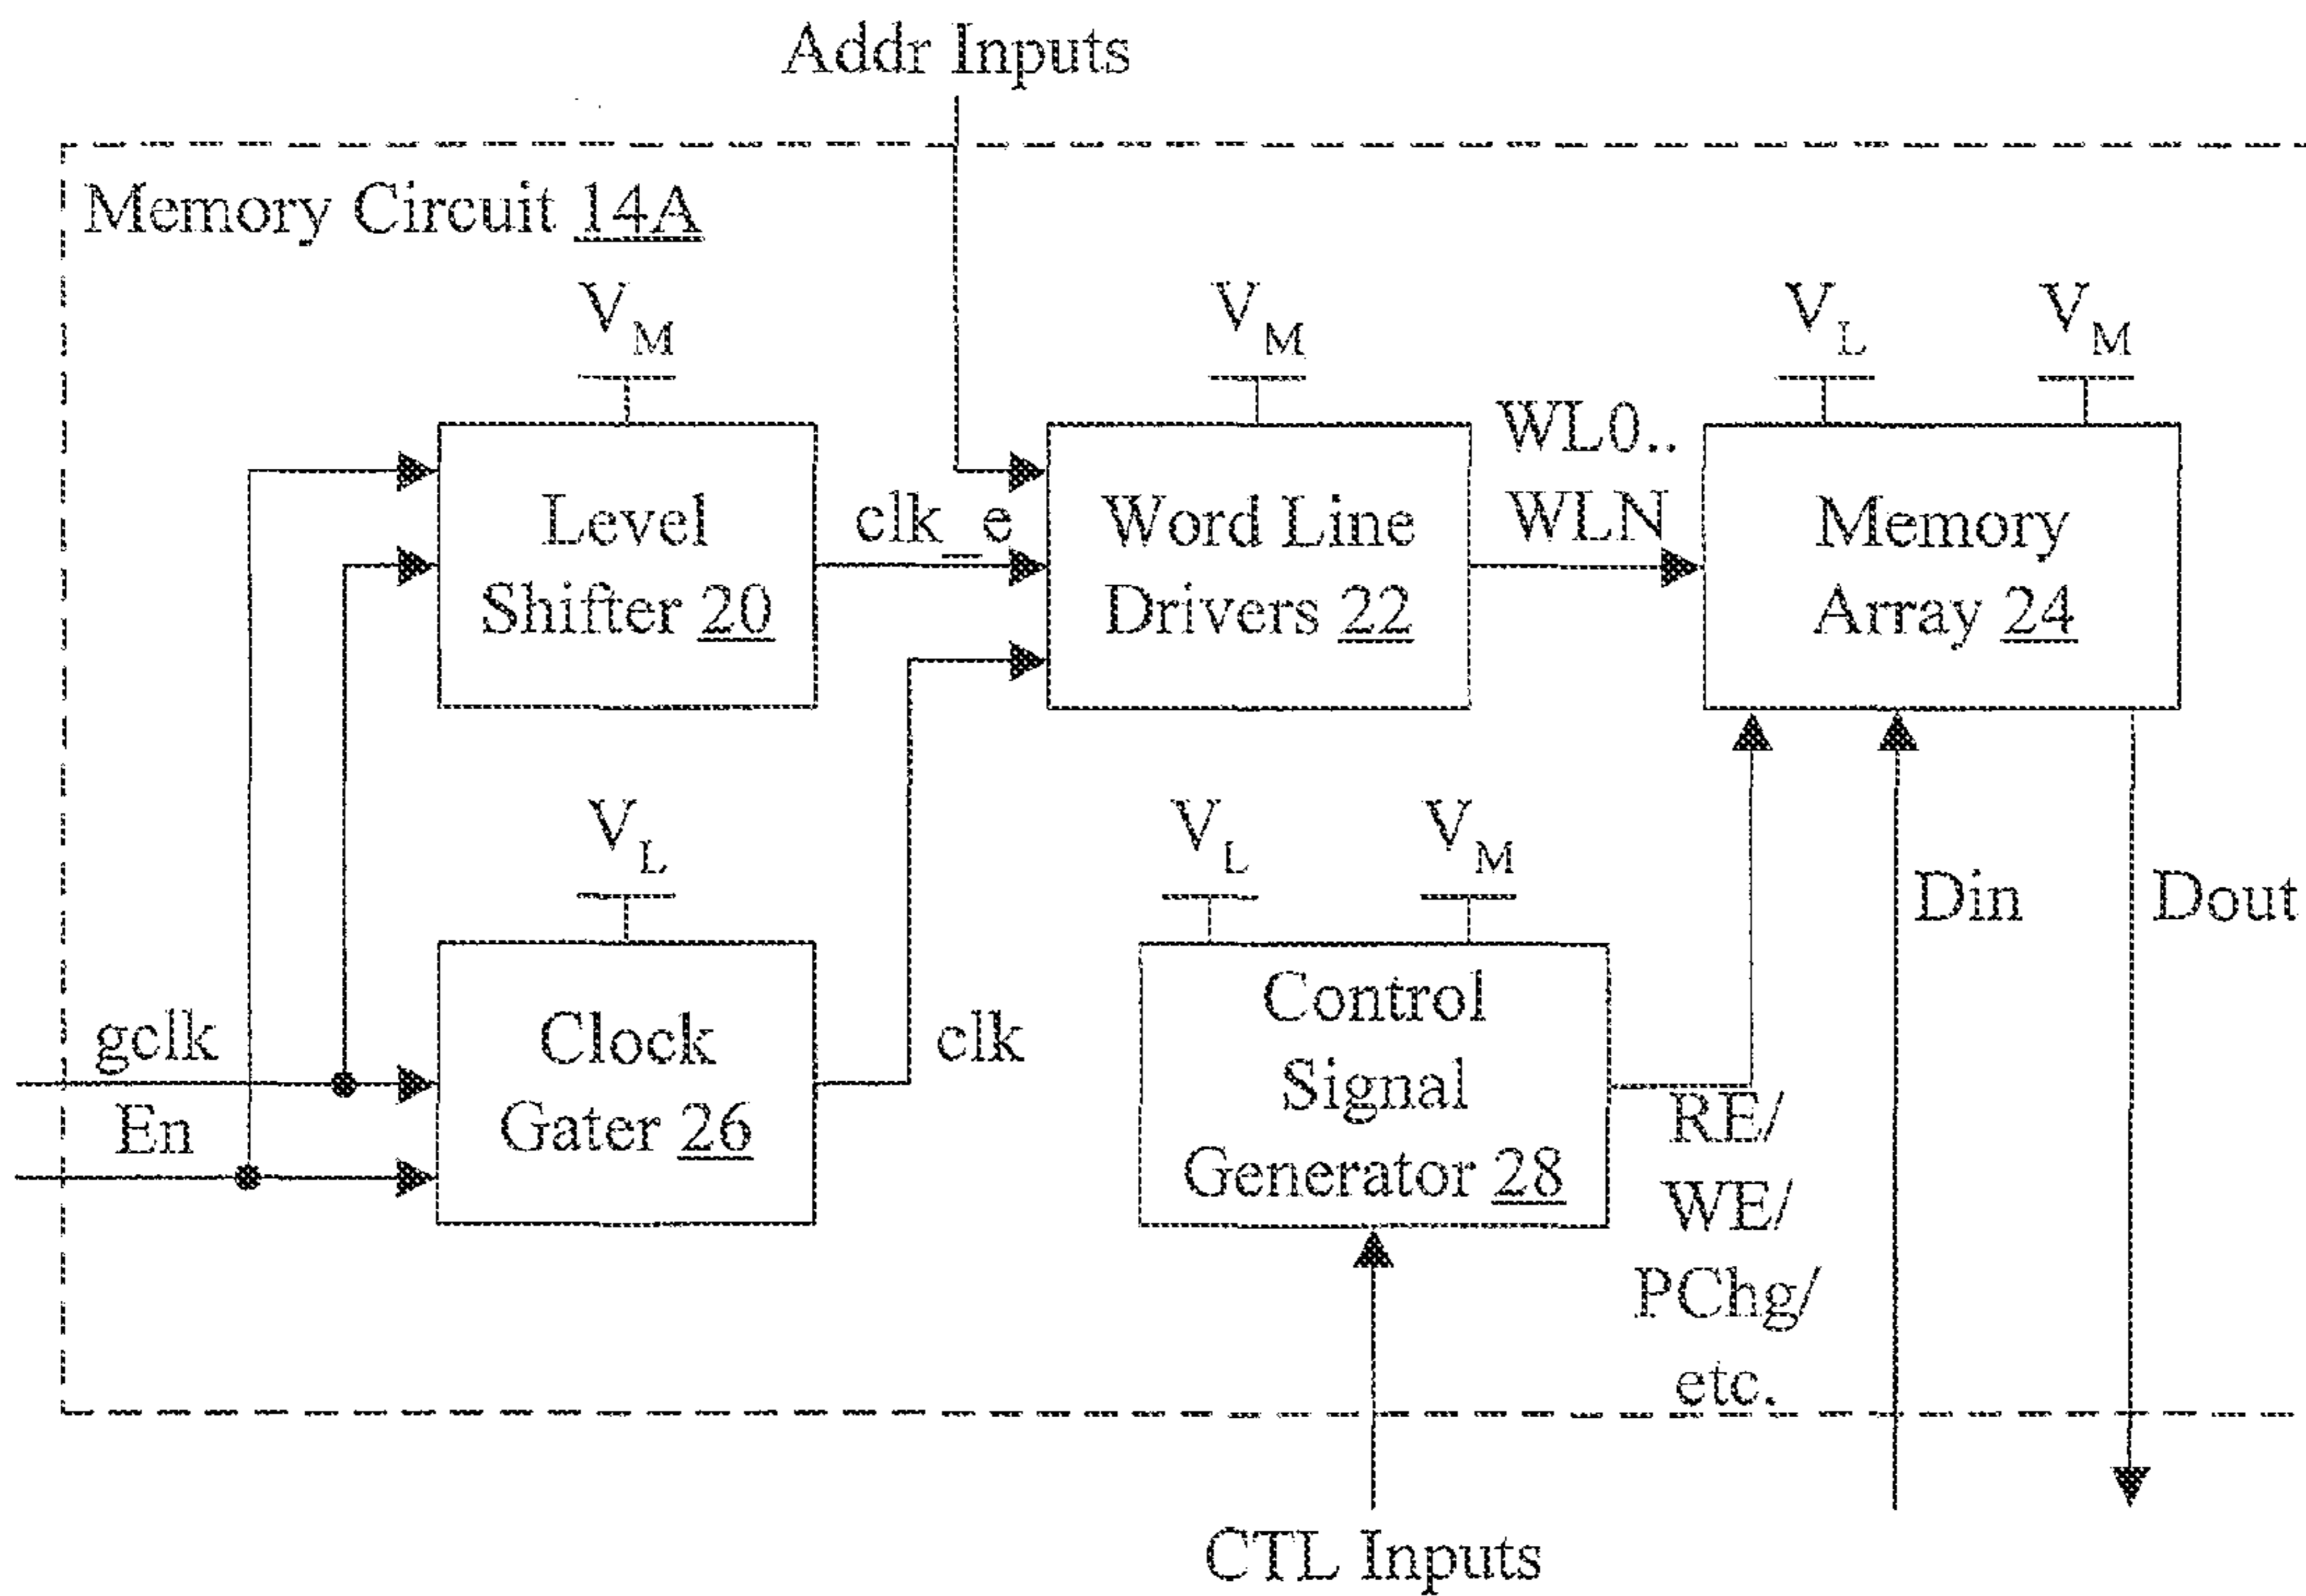 Addr Inputs
Memory Circuit 14A
VM
VM
VL
VM
Level
Shifter 20
clk_e
Word Line
Drivers 22
WL0..
WLN
Memory
Array 24
VL
VL
VM
Din
Dout
gclk
En
Clock
Gater 26
clk
Control
Signal
Generator 28
RE/
WE/
PChg/
etc.
CTL Inputs